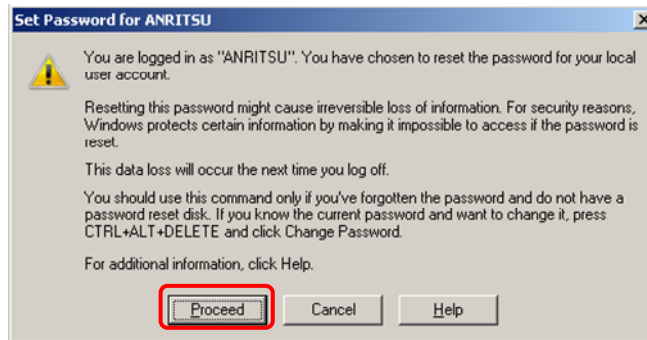 Set Password for ANRITSU
You are logged in as "ANRITSU". You have chosen to reset the password for your local
user account.
Resetting this password might cause irreversible loss of information. For security reasons,
Windows protects certain information by making it impossible to access if the password is
reset.
This data loss will occur the next time you log off.
You should use this command only if you've forgotten the password and do not have a
password reset disk. If you know the current password and want to change it, press
CTRL+ALT+DELETE and click Change Password.
For additional information, click Help.
Proceed Cancel Help